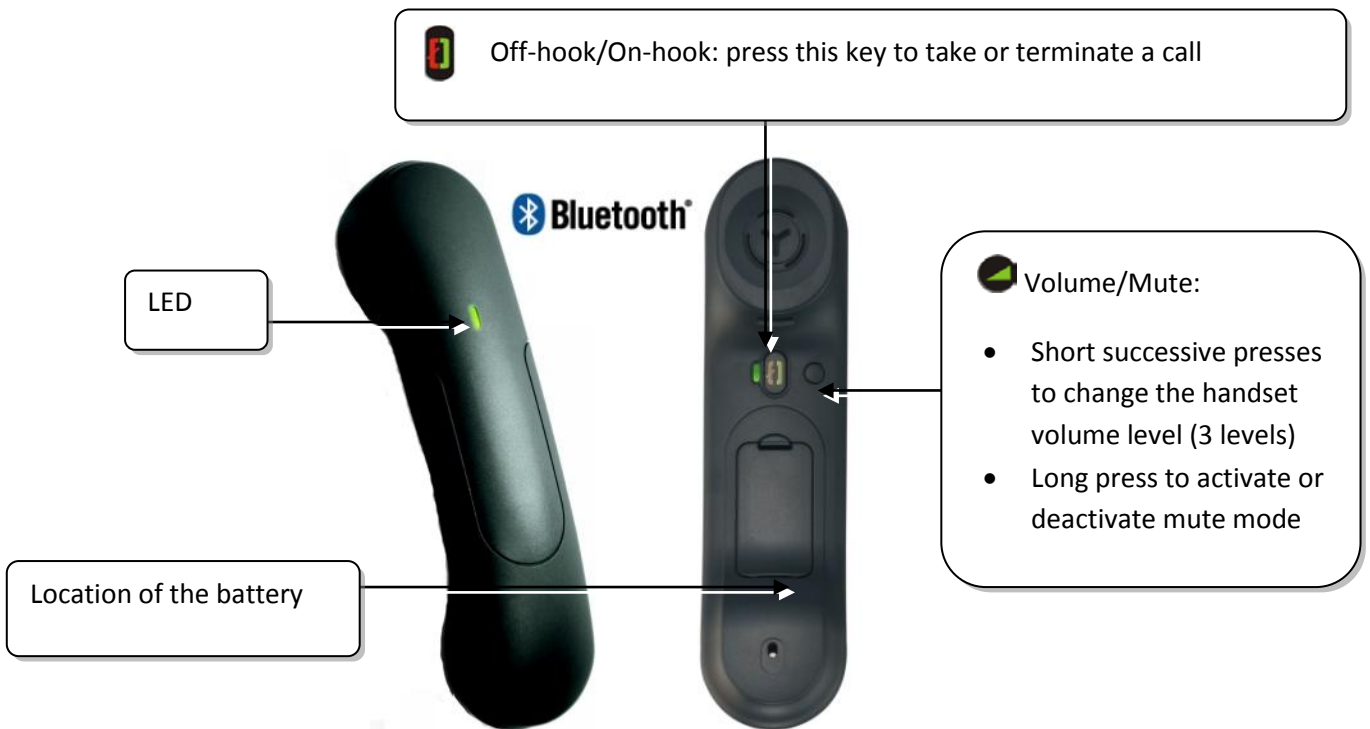 Off-hook/On-hook: press this key to take or terminate a call
Bluetooth®
LED
Volume/Mute:
• Short successive presses
to change the handset
volume level (3 levels)
• Long press to activate or
deactivate mute mode
Location of the battery